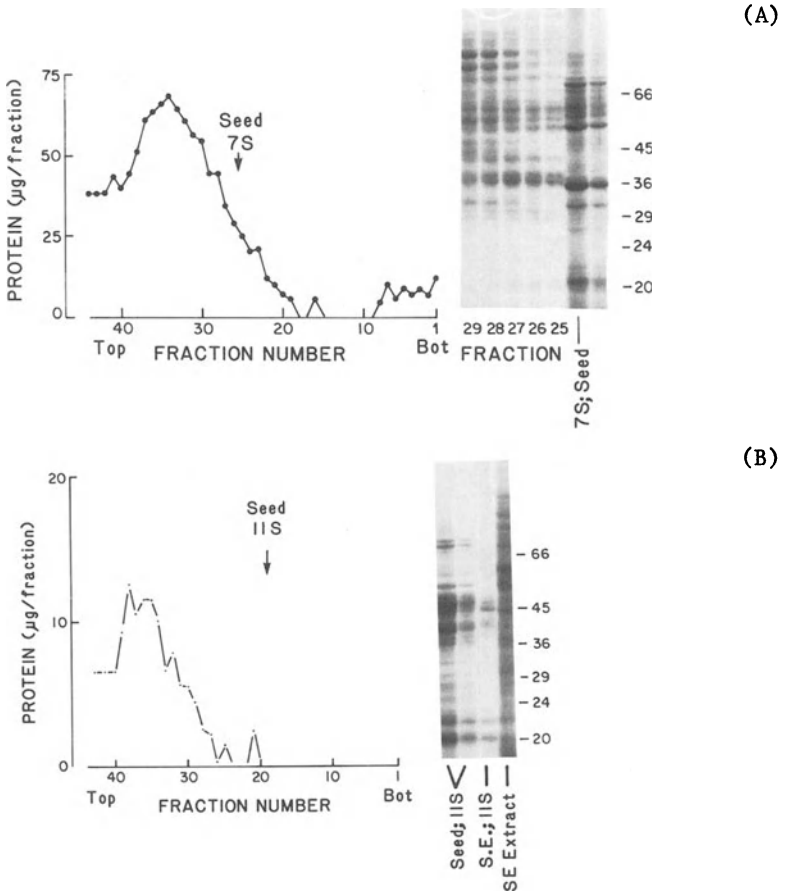 (A)
PROTEIN (µg/fraction)
75
50
25
0
Seed
7S
40 30 20 10 1
Top FRACTION NUMBER Bot
- 66
- 45
- 36
- 29
- 24
- 20
29 28 27 26 25
FRACTION
7S; Seed
(B)
PROTEIN (µg/fraction)
20
10
0
Seed
11S
40 30 20 10 1
Top FRACTION NUMBER Bot
- 66
- 45
- 36
- 29
- 24
- 20
Seed; 11S
S.E.; 11S
SE Extract